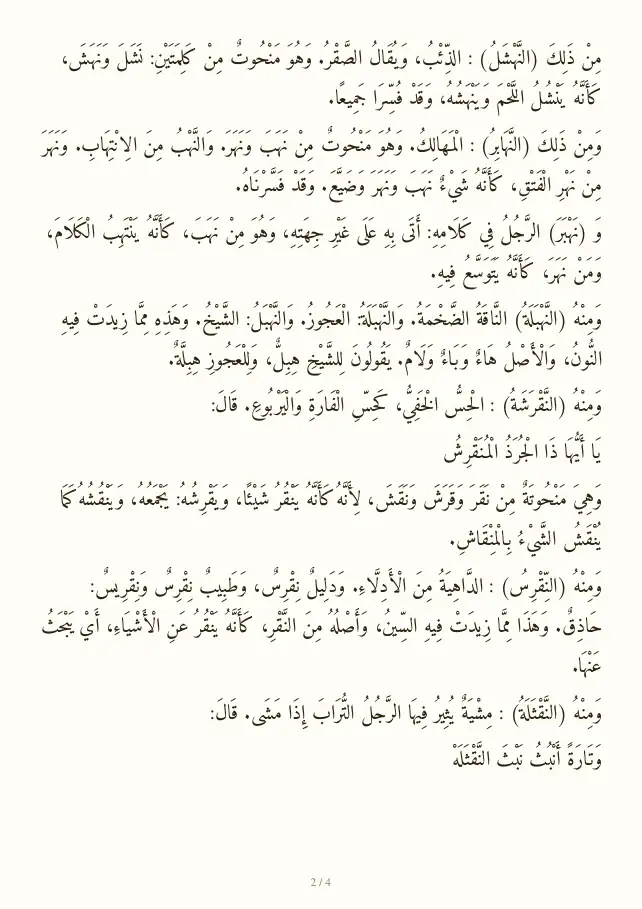 مِنْ ذَلِكَ (النَّهْشَلُ) : الذِّئْبُ، وَيُقَالُ الصَّقْرُ. وَهُوَ مَنْحُوتٌ مِنْ كَلِمَتَيْنِ: نَشَلَ وَنَهَشَ،
كَأَنَّهُ يَنْشُلُ اللَّحْمَ وَيَنْهَشُهُ، وَقَدْ فُسِّرَا جَمِيعًا.
وَمِنْ ذَلِكَ (النَّهَابِرُ) : الْمَهَالِكُ. وَهُوَ مَنْحُوتٌ مِنْ نَهَبَ وَنَهَرَ. وَالنَّهْبُ مِنَ الِانْتِهَابِ. وَنَهَرَ
مِنْ نَهْرِ الْفَتْقِ، كَأَنَّهُ شَيْءٌ نَهَبَ وَنَهَرَ وَضَيَّعَ. وَقَدْ فَسَّرْنَاهُ.
وَ (نَهْبَرَ) الرَّجُلُ فِي كَلَامِهِ: أَتَى بِهِ عَلَى غَيْرِ جِهَتِهِ، وَهُوَ مِنْ نَهَبَ، كَأَنَّهُ يَنْتَهِبُ الْكَلَامَ،
وَمَنْ نَهَرَ، كَأَنَّهُ يَتَوَسَّعُ فِيهِ.
وَمِنْهُ (النَّهْبَلَةُ) النَّاقَةُ الضَّخْمَةُ. وَالنَّهْبَلَةُ: الْعَجُوزُ. وَالنَّهْبَلُ: الشَّيْخُ. وَهَذِهِ مِمَّا زِيدَتْ فِيهِ
النُّونُ، وَالْأَصْلُ هَاءٌ وَبَاءٌ وَلَامٌ. يَقُولُونَ لِلشَّيْخِ هِبِلٌّ، وَلِلْعَجُوزِ هِبِلَّةٌ.
وَمِنْهُ (النَّقْرَشَةُ) : الْحِسُّ الْخَفِيُّ، كَحِسِّ الْفَارَةِ وَالْيَرْبُوعِ. قَالَ:
يَا أَيُّهَا ذَا الْجُرَذُ الْمُنَقْرِشُ
وَهِيَ مَنْحُوتَةٌ مِنْ نَقَرَ وَقَرَشَ وَنَقَشَ، لِأَنَّهُ كَأَنَّهُ يَنْقُرُ شَيْئًا، وَيَقْرِشُهُ: يَجْمَعُهُ، وَيَنْقُشُهُ كَمَا
يُنْقَشُ الشَّيْءُ بِالْمِنْقَاشِ.
وَمِنْهُ (النِّقْرِسُ) : الدَّاهِيَةُ مِنَ الْأَدِلَّاءِ. وَدَلِيلٌ نِقْرِسٌ، وَطَبِيبٌ نِقْرِسٌ وَنِقْرِيسٌ:
حَاذِقٌ. وَهَذَا مِمَّا زِيدَتْ فِيهِ السِّينُ، وَأَصْلُهُ مِنَ النَّقْرِ، كَأَنَّهُ يَنْقُرُ عَنِ الْأَشْيَاءِ، أَيْ يَبْحَثُ
عَنْهَا.
وَمِنْهُ (النَّقْثَلَةُ) : مِشْيَةٌ يُثِيرُ فِيهَا الرَّجُلُ التُّرَابَ إِذَا مَشَى. قَالَ:
وَتَارَةً أَنْبُثُ نَبْثَ النَّقْثَلَهْ
2 / 4